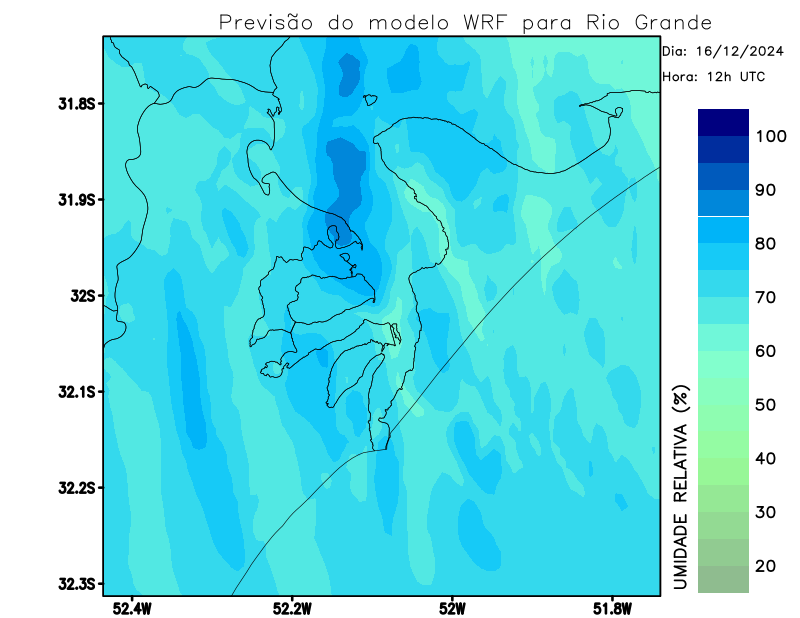 Previsão do modelo WRF para Rio Grande
Dia: 16/12/2024
Hora: 12h UTC
31.8S
31.9S
32S
32.1S
32.2S
32.3S
52.4W
52.2W
52W
51.8W
UMIDADE RELATIVA (%)
100
90
80
70
60
50
40
30
20